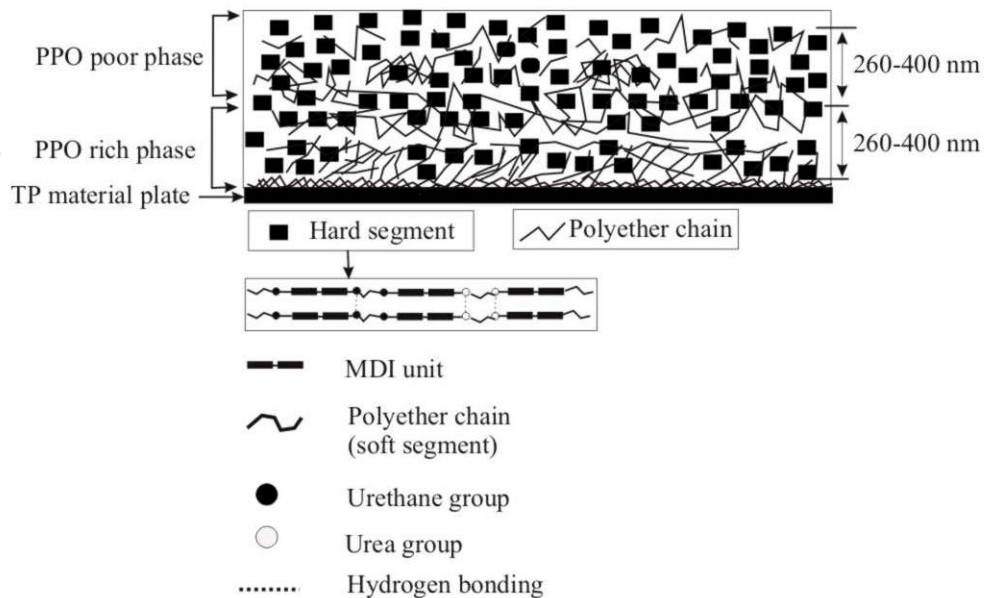 PPO poor phase
260-400 nm
PPO rich phase
260-400 nm
TP material plate
Hard segment
Polyether chain
MDI unit
Polyether chain
(soft segment)
Urethane group
Urea group
Hydrogen bonding